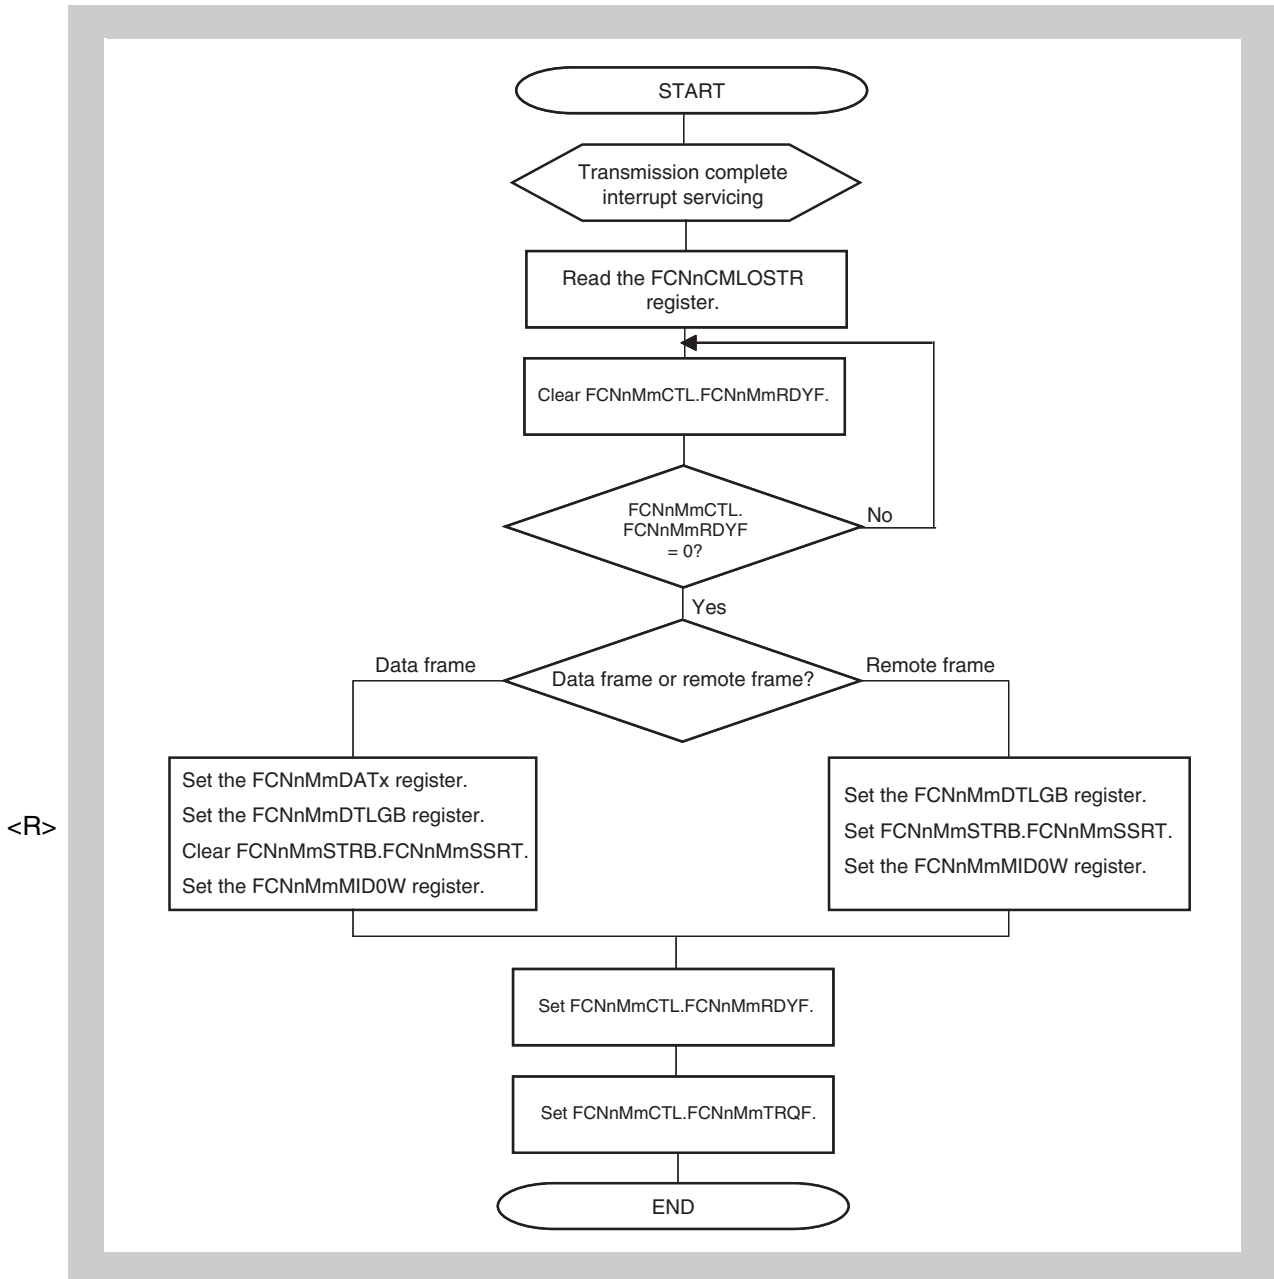 START
Transmission complete
interrupt servicing
Read the FCNnCMLOSTR
register.
Clear FCNnMmCTL.FCNnMmRDYF.
FCNnMmCTL.
FCNnMmRDYF
= 0?
No
Yes
Data frame
Data frame or remote frame?
Remote frame
Set the FCNnMmDATx register.
Set the FCNnMmDTLGB register.
Clear FCNnMmSTRB.FCNnMmSSRT.
Set the FCNnMmMID0W register.
Set the FCNnMmDTLGB register.
Set FCNnMmSTRB.FCNnMmSSRT.
Set the FCNnMmMID0W register.
<R>
Set FCNnMmCTL.FCNnMmRDYF.
Set FCNnMmCTL.FCNnMmTRQF.
END